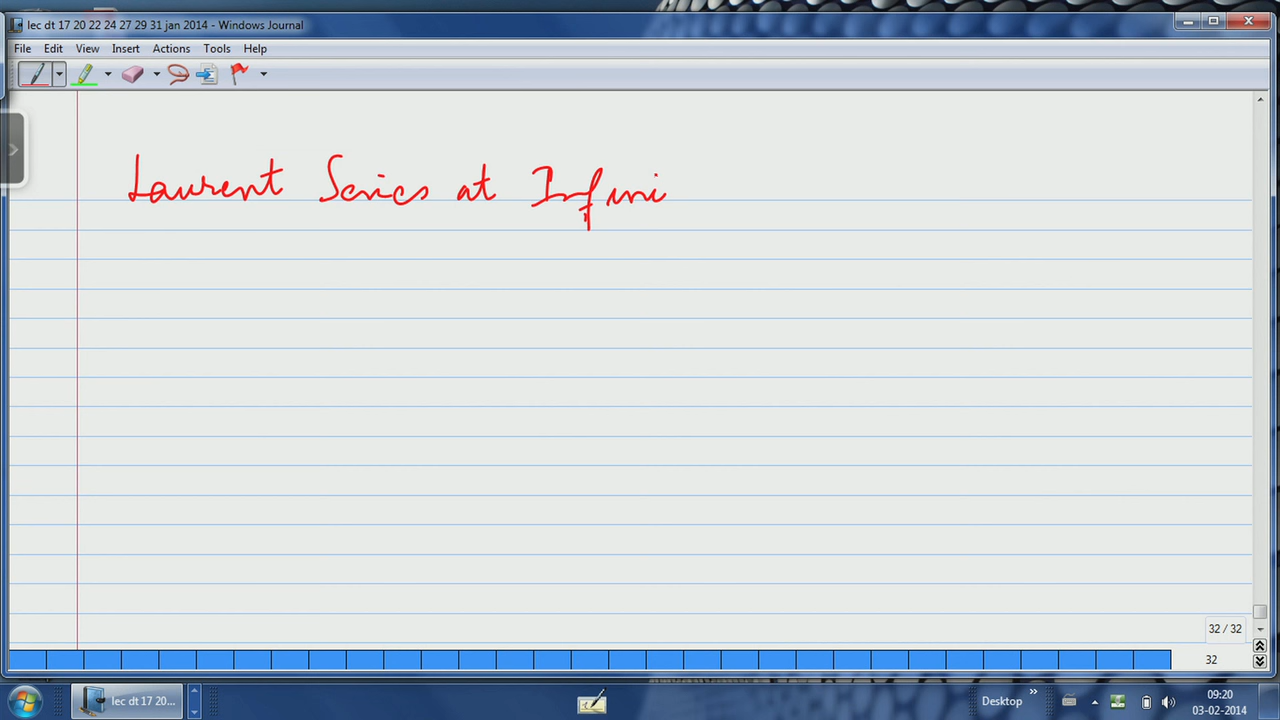 lec dt 17 20 22 24 27 29 31 jan 2014 - Windows Journal
File Edit View Insert Actions Tools Help
Laurent Series at Infini
32 / 32
32
lec dt 17 20...
Desktop
09:20
03-02-2014